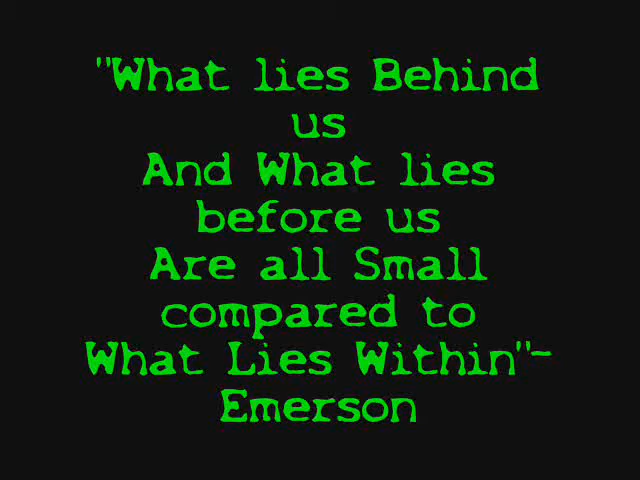 "What lies Behind
us
And What lies
before us
Are all Small
compared to
What Lies Within"-
Emerson